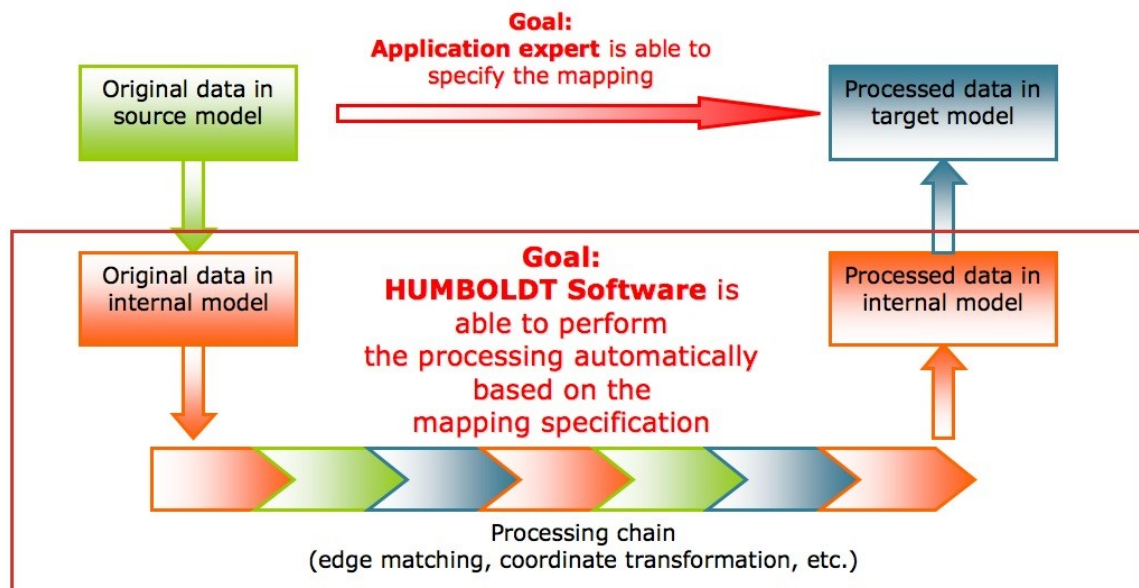 Goal:
Application expert is able to
specify the mapping
Original data in
source model
Processed data in
target model
Original data in
internal model
Goal:
HUMBOLDT Software is
able to perform
the processing automatically
based on the
mapping specification
Processed data in
internal model
Processing chain
(edge matching, coordinate transformation, etc.)